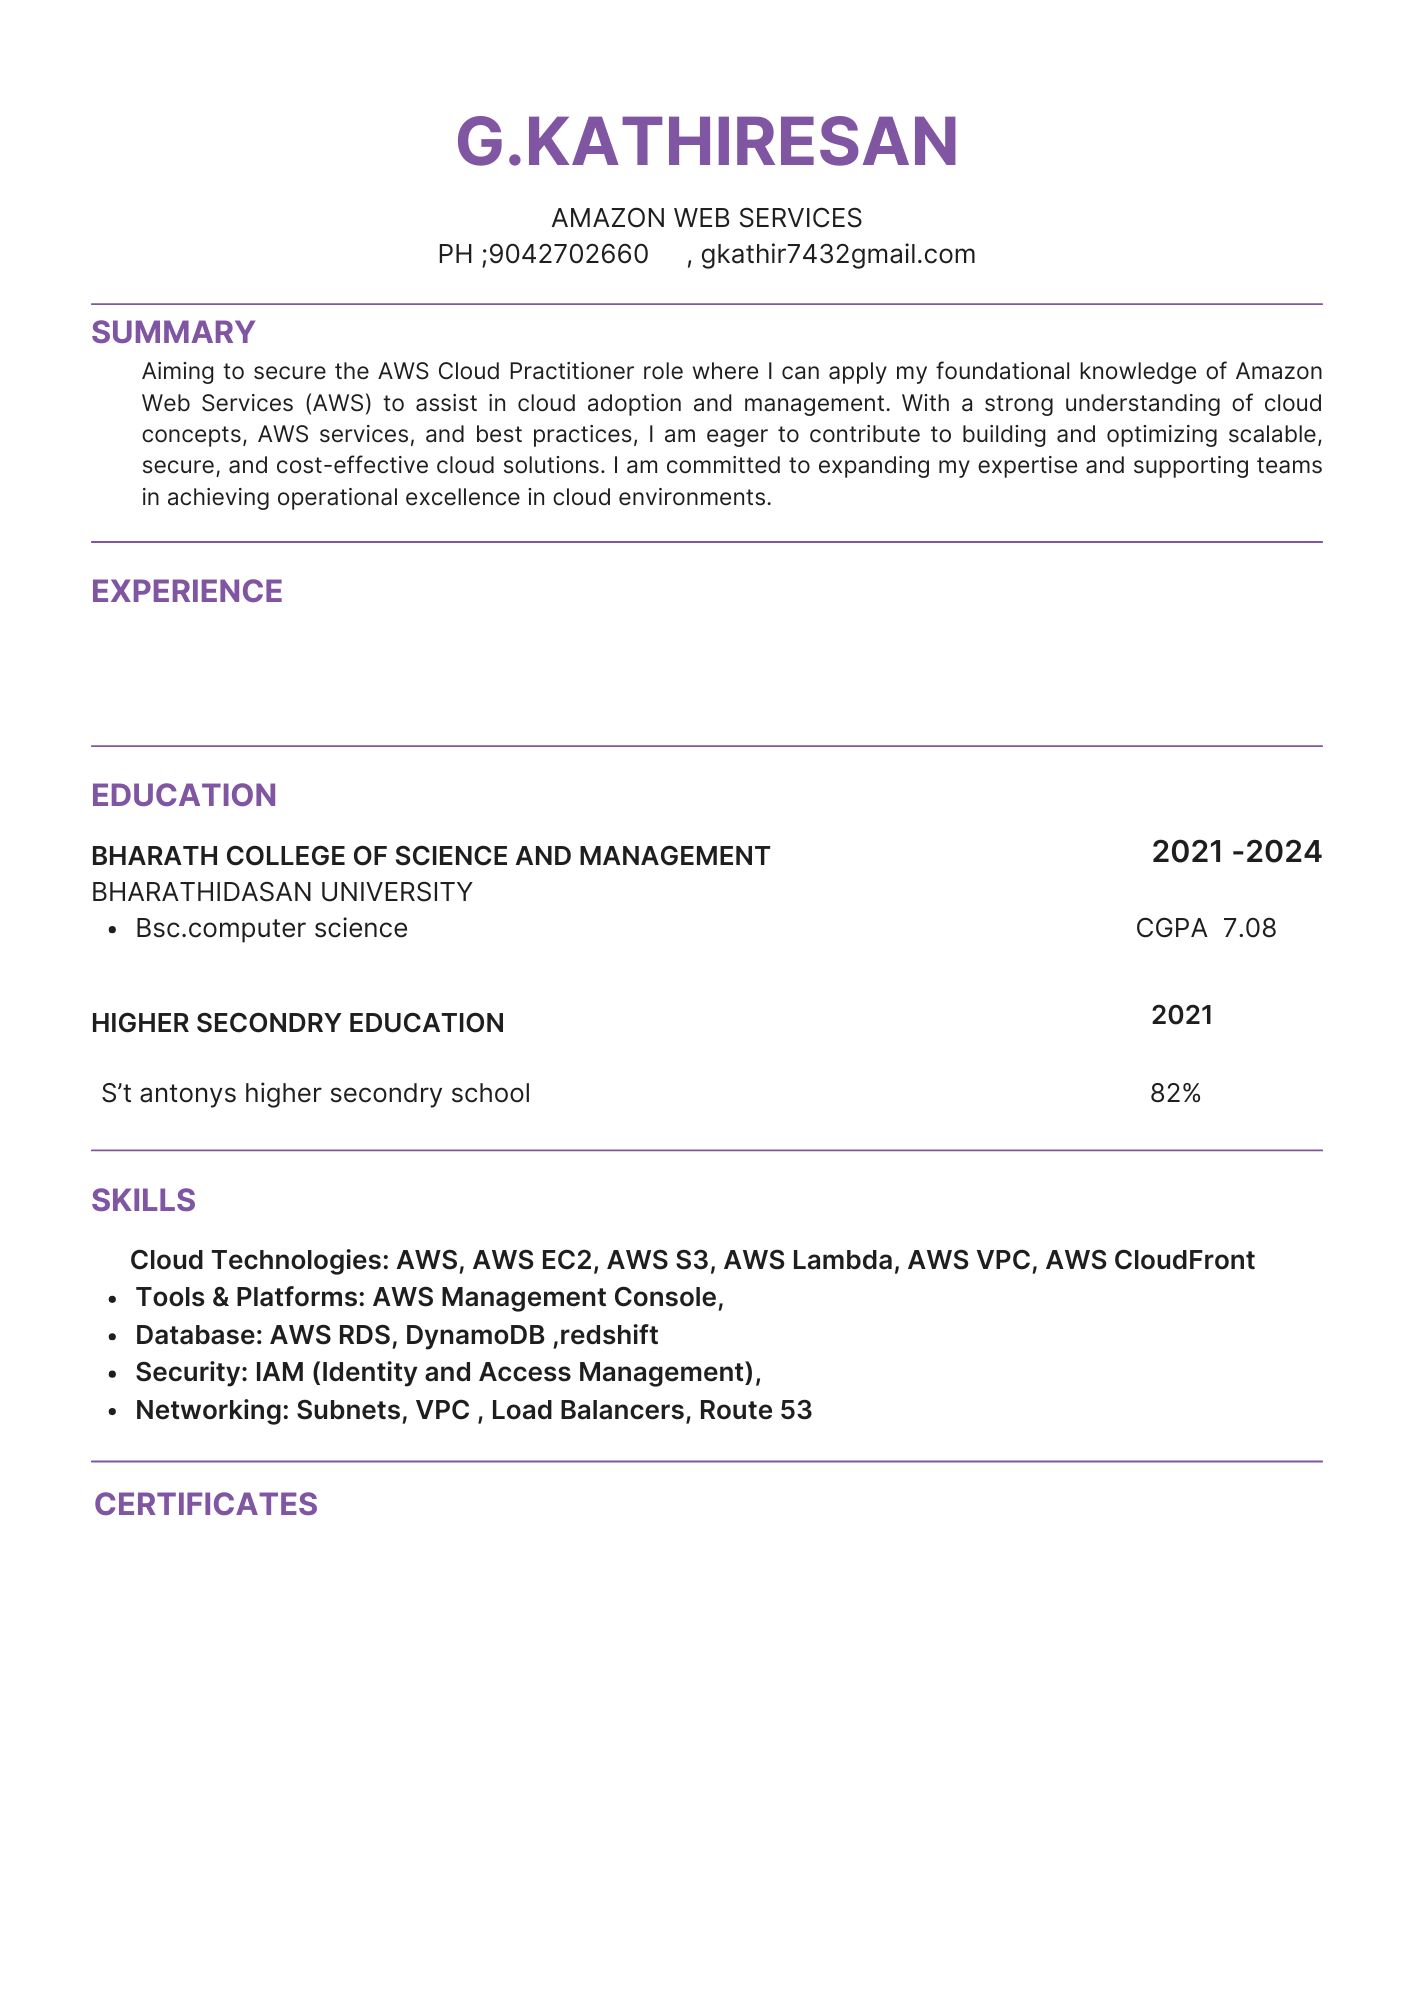 G.KATHIRESAN
AMAZON WEB SERVICES
PH ;9042702660 , gkathir7432gmail.com
SUMMARY
Aiming to secure the AWS Cloud Practitioner role where I can apply my foundational knowledge of Amazon
Web Services (AWS) to assist in cloud adoption and management. With a strong understanding of cloud
concepts, AWS services, and best practices, I am eager to contribute to building and optimizing scalable,
secure, and cost-effective cloud solutions. I am committed to expanding my expertise and supporting teams
in achieving operational excellence in cloud environments.
EXPERIENCE
EDUCATION
BHARATH COLLEGE OF SCIENCE AND MANAGEMENT 2021 -2024
BHARATHIDASAN UNIVERSITY
• Bsc.computer science CGPA 7.08
HIGHER SECONDRY EDUCATION 2021
S’t antonys higher secondry school 82%
SKILLS
Cloud Technologies: AWS, AWS EC2, AWS S3, AWS Lambda, AWS VPC, AWS CloudFront
• Tools & Platforms: AWS Management Console,
• Database: AWS RDS, DynamoDB ,redshift
• Security: IAM (Identity and Access Management),
• Networking: Subnets, VPC , Load Balancers, Route 53
CERTIFICATES